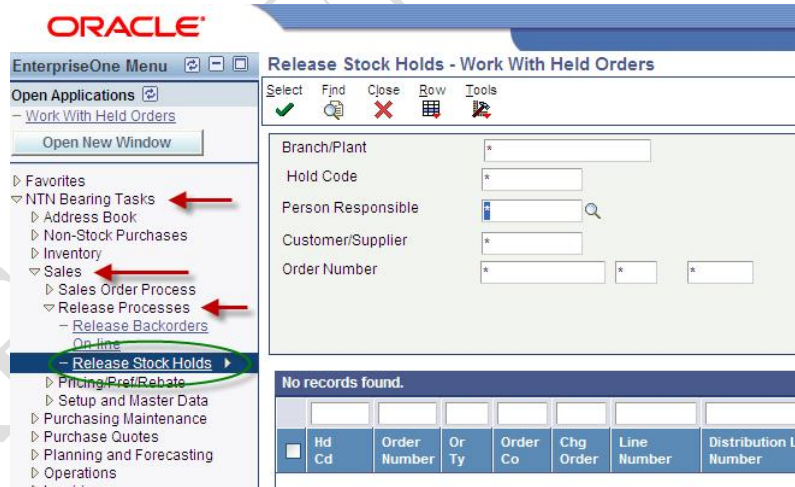 ORACLE
EnterpriseOne Menu
Open Applications
– Work With Held Orders
Open New Window
Favorites
NTN Bearing Tasks
Address Book
Non-Stock Purchases
Inventory
Sales
Sales Order Process
Release Processes
– Release Backorders
On-line
– Release Stock Holds
Pricing/Pref/Rebate
Setup and Master Data
Purchasing Maintenance
Purchase Quotes
Planning and Forecasting
Operations
Release Stock Holds - Work With Held Orders
Select Find Close Row Tools
Branch/Plant *
Hold Code *
Person Responsible *
Customer/Supplier *
Order Number * * *
No records found.
Hd Cd Order Number Or Ty Order Co Chg Order Line Number Distribution L Number